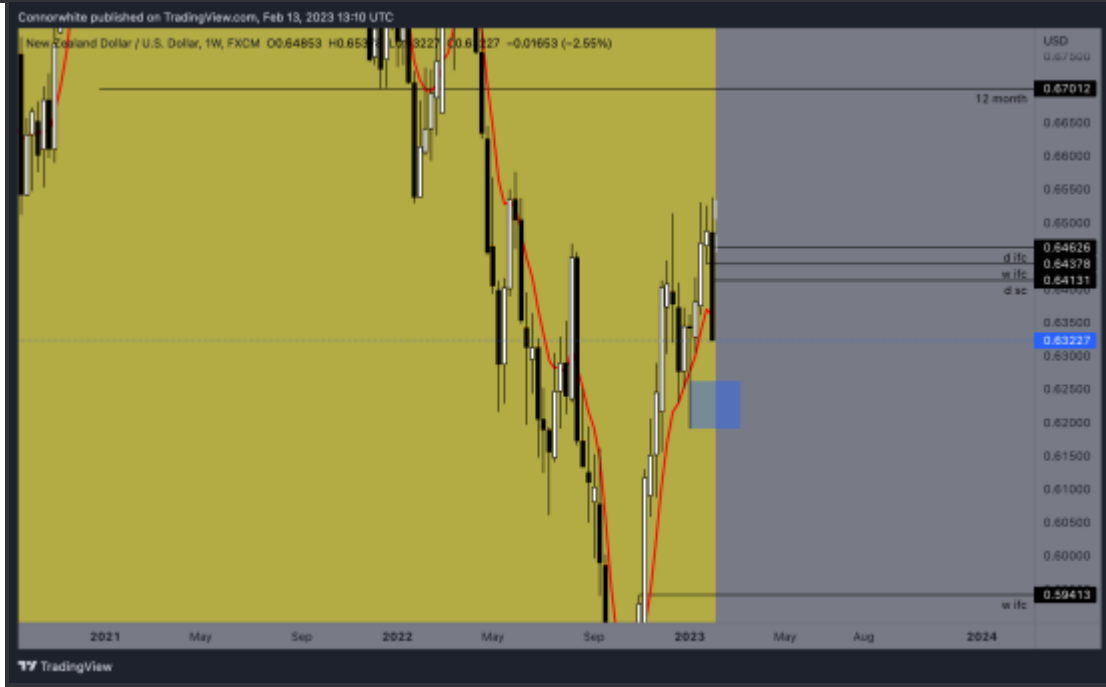 Connorwhite published on TradingView.com, Feb 13, 2023 13:10 UTC
New Zealand Dollar / U.S. Dollar, 1W, FXCM O0.64853 −0.01653 (−2.55%)
USD
0.67500
0.67012
12 month
0.66500
0.66000
0.65500
0.65000
0.64626
d ifc
0.64378
w ifc
0.64131
d sc
0.64000
0.63500
0.63227
0.63000
0.62500
0.62000
0.61500
0.61000
0.60500
0.60000
0.59413
w ifc
2021 May Sep 2022 May Sep 2023 May Aug 2024
TradingView